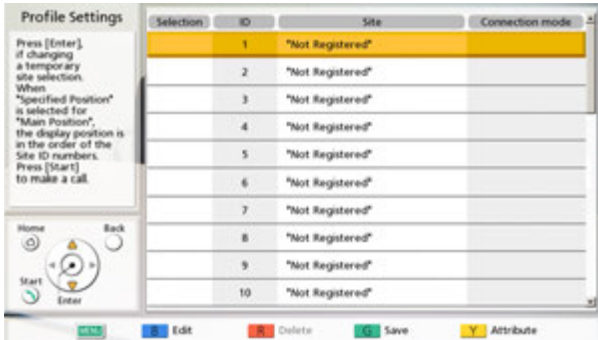 Profile Settings
Press [Enter],
if changing
a temporary
site selection.
When
"Specified Position"
is selected for
"Main Position",
the display position is
in the order of the
Site ID numbers.
Press [Start]
to make a call.
Home Back
Start
Enter
Selection ID Site Connection mode
1 "Not Registered"
2 "Not Registered"
3 "Not Registered"
4 "Not Registered"
5 "Not Registered"
6 "Not Registered"
7 "Not Registered"
8 "Not Registered"
9 "Not Registered"
10 "Not Registered"
MENU B Edit R Delete G Save Y Attribute